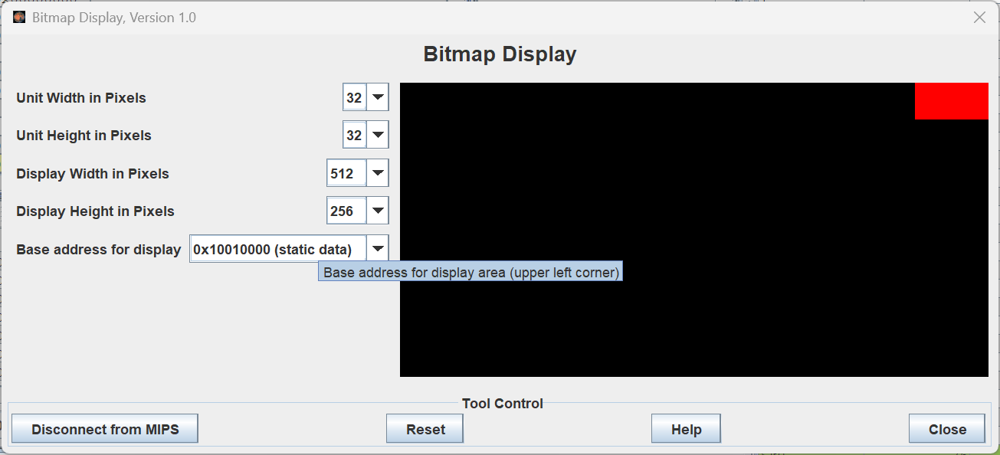 Bitmap Display, Version 1.0
Bitmap Display
Unit Width in Pixels 32
Unit Height in Pixels 32
Display Width in Pixels 512
Display Height in Pixels 256
Base address for display 0x10010000 (static data)
Base address for display area (upper left corner)
Tool Control
Disconnect from MIPS Reset Help Close